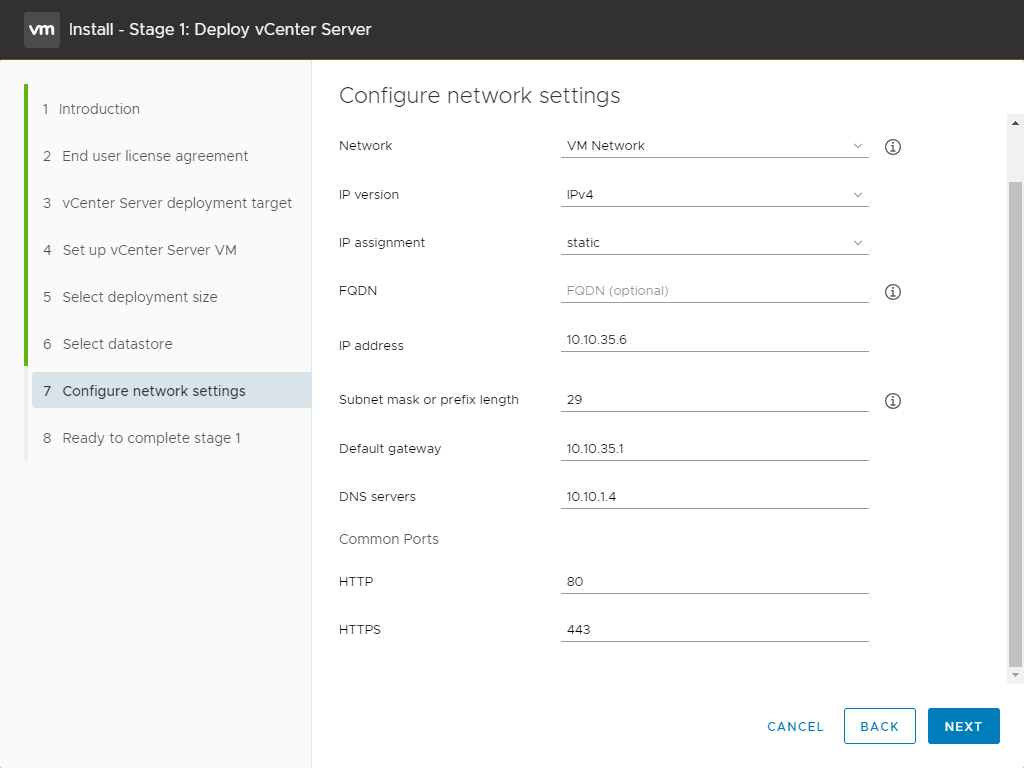 vm Install - Stage 1: Deploy vCenter Server
1 Introduction
2 End user license agreement
3 vCenter Server deployment target
4 Set up vCenter Server VM
5 Select deployment size
6 Select datastore
7 Configure network settings
8 Ready to complete stage 1
Configure network settings
Network VM Network
IP version IPv4
IP assignment static
FQDN FQDN (optional)
IP address 10.10.35.6
Subnet mask or prefix length 29
Default gateway 10.10.35.1
DNS servers 10.10.1.4
Common Ports
HTTP 80
HTTPS 443
CANCEL BACK NEXT